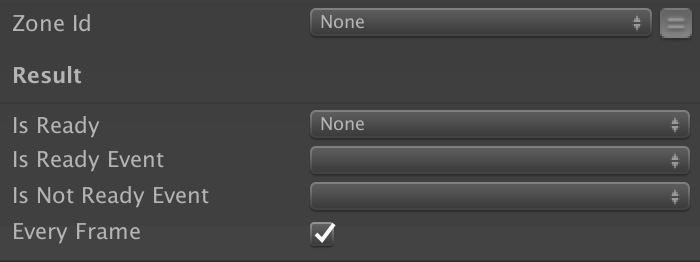 Zone Id None
Result
Is Ready None
Is Ready Event
Is Not Ready Event
Every Frame